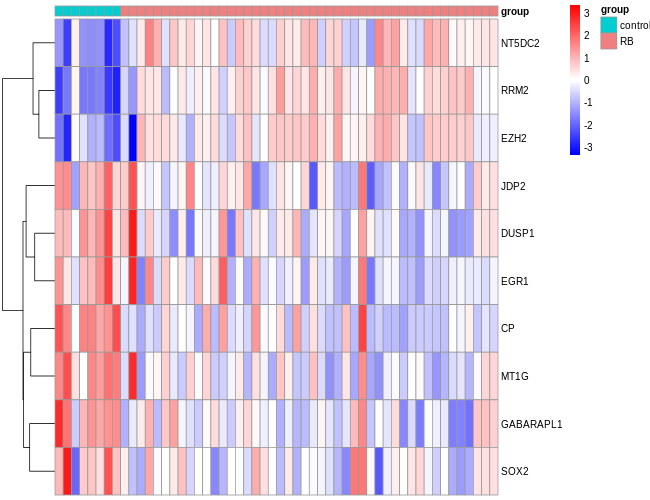 group
NT5DC2
RRM2
EZH2
JDP2
DUSP1
EGR1
CP
MT1G
GABARAPL1
SOX2
3
2
1
0
-1
-2
-3
group
control
RB